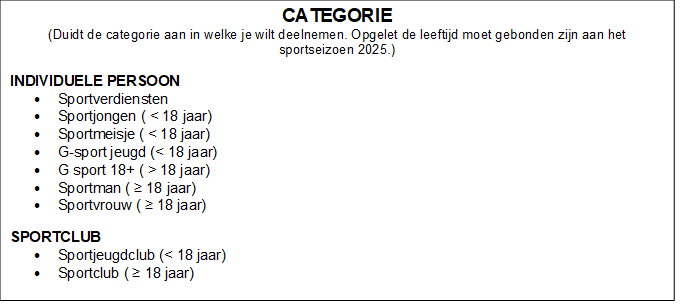 CATEGORIE
(Duidt de categorie aan in welke je wilt deelnemen. Opgelet de leeftijd moet gebonden zijn aan het
sportseizoen 2025.)
INDIVIDUELE PERSOON
• Sportverdiensten
• Sportjongen ( < 18 jaar)
• Sportmeisje ( < 18 jaar)
• G-sport jeugd (< 18 jaar)
• G sport 18+ ( > 18 jaar)
• Sportman ( ≥ 18 jaar)
• Sportvrouw ( ≥ 18 jaar)
SPORTCLUB
• Sportjeugdclub (< 18 jaar)
• Sportclub ( ≥ 18 jaar)